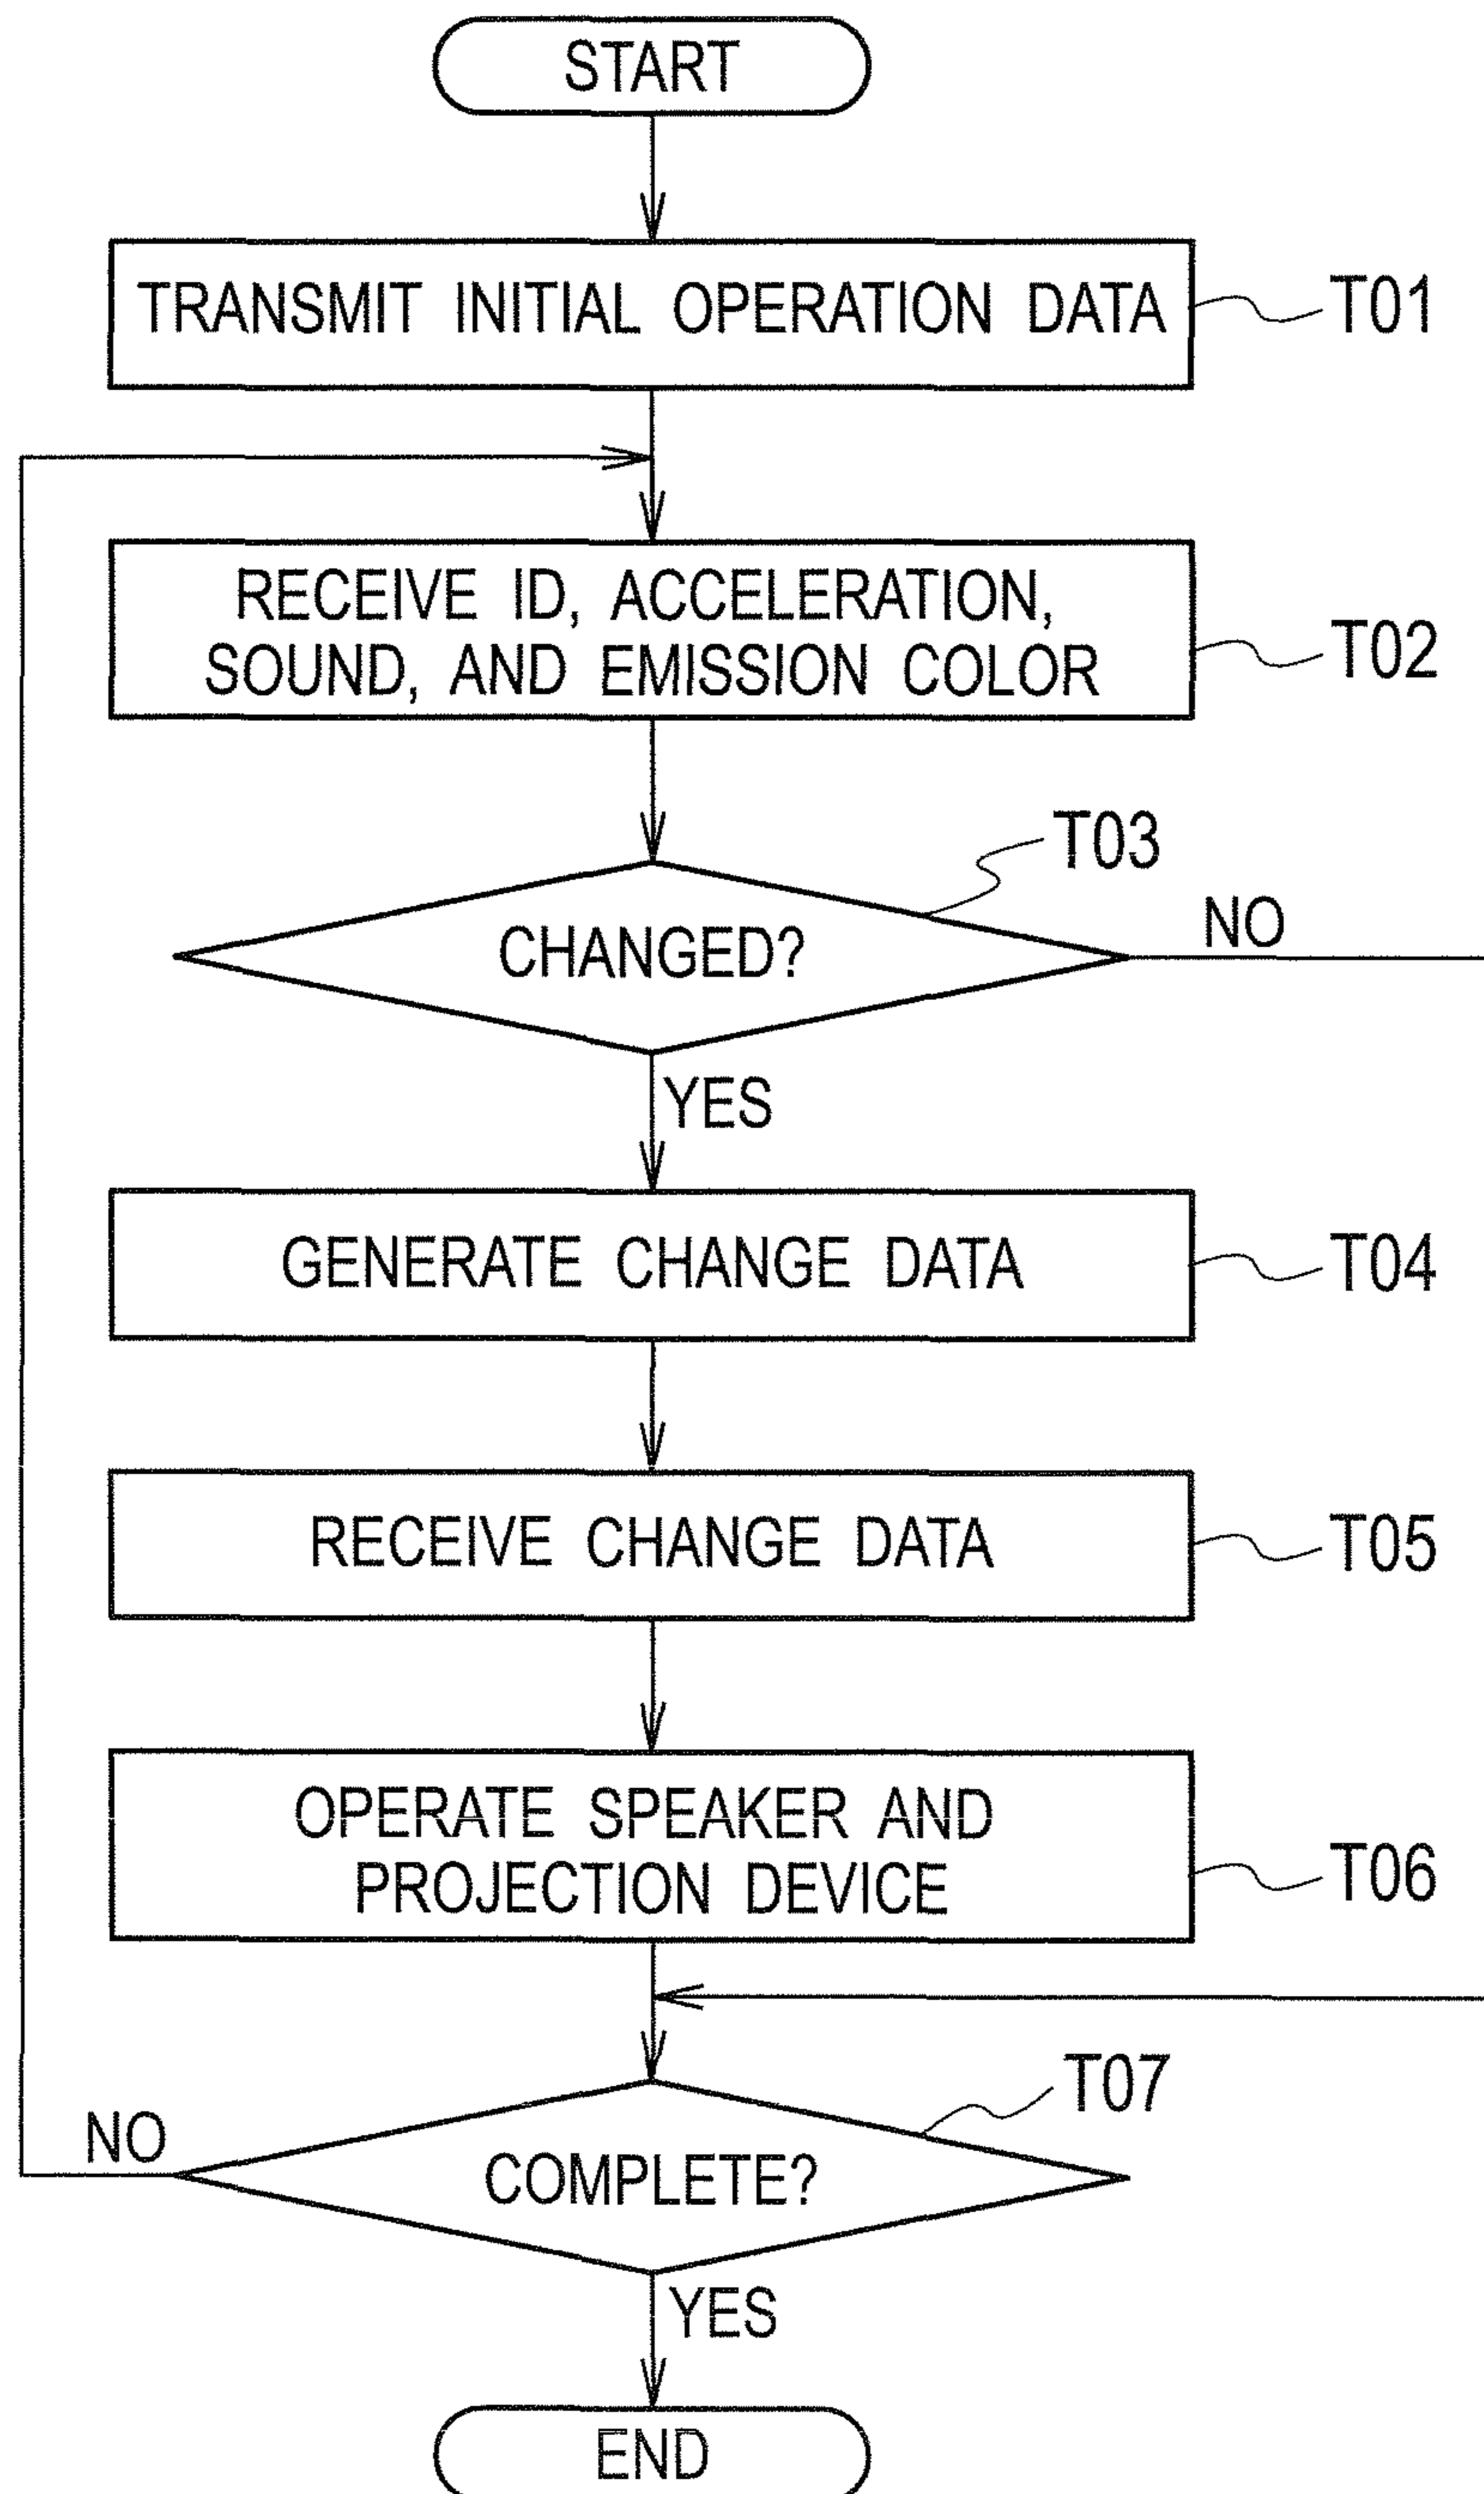 START
TRANSMIT INITIAL OPERATION DATA
T01
RECEIVE ID, ACCELERATION,
SOUND, AND EMISSION COLOR
T02
T03
CHANGED?
NO
YES
GENERATE CHANGE DATA
T04
RECEIVE CHANGE DATA
T05
OPERATE SPEAKER AND
PROJECTION DEVICE
T06
T07
NO
COMPLETE?
YES
END